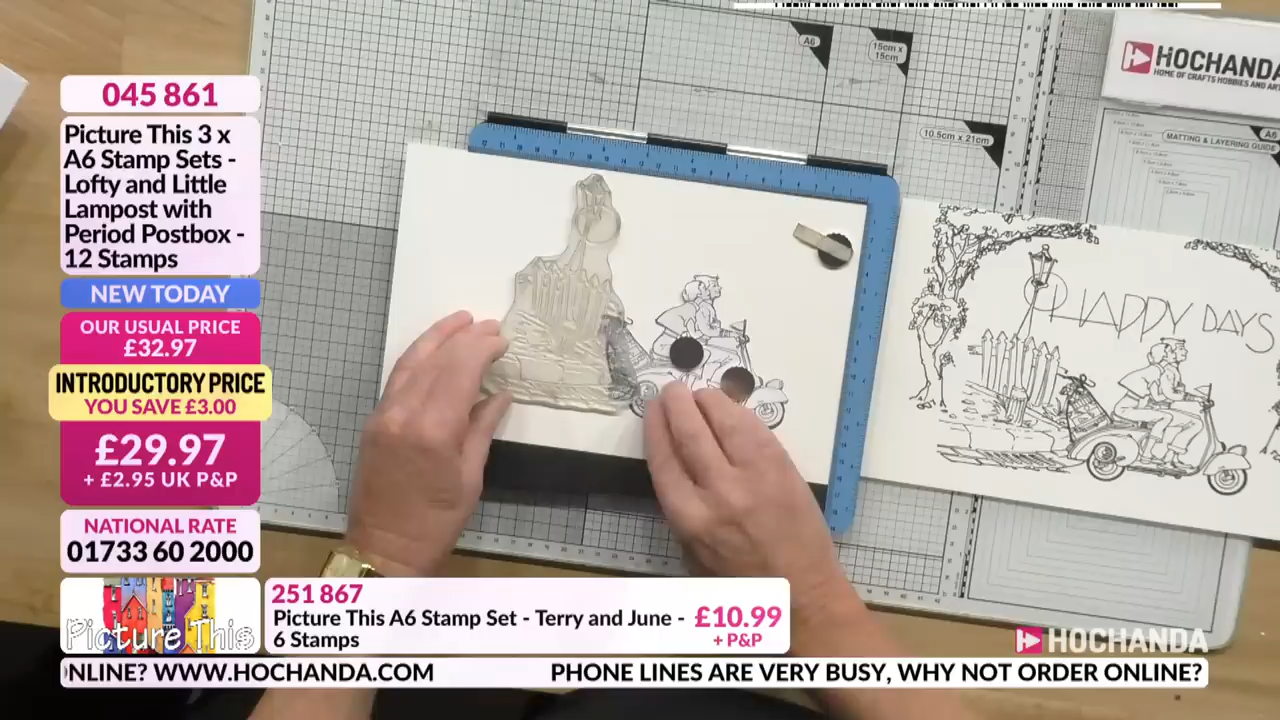 045 861
Picture This 3 x
A6 Stamp Sets -
Lofty and Little
Lampost with
Period Postbox -
12 Stamps
NEW TODAY
OUR USUAL PRICE
£32.97
INTRODUCTORY PRICE
YOU SAVE £3.00
£29.97
+ £2.95 UK P&P
NATIONAL RATE
01733 60 2000
Picture This
251 867
Picture This A6 Stamp Set - Terry and June -
6 Stamps
£10.99
+ P&P
HOCHANDA
NLINE? WWW.HOCHANDA.COM
PHONE LINES ARE VERY BUSY, WHY NOT ORDER ONLINE?
A6
15cm x
15cm
10.5cm x 21cm
HOCHANDA
HOME OF CRAFTS HOBBIES AND ART
A6
MATTING & LAYERING GUIDE
HAPPY DAYS